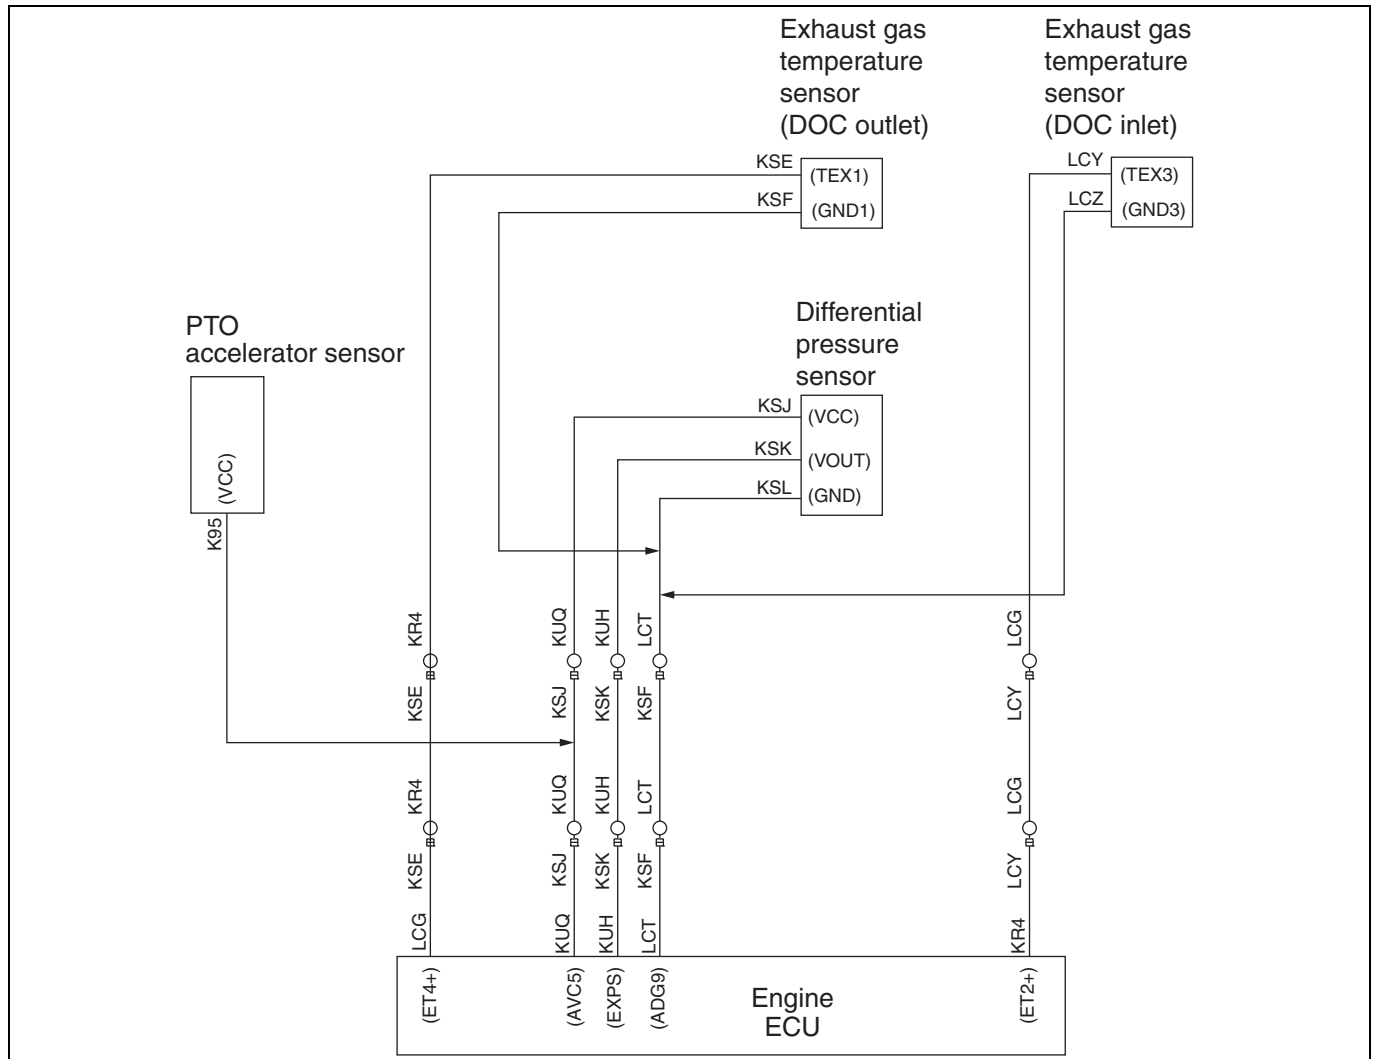 Exhaust gas
temperature
sensor
(DOC outlet)
Exhaust gas
temperature
sensor
(DOC inlet)
KSE
(TEX1)
KSF
(GND1)
LCY
(TEX3)
LCZ
(GND3)
PTO
accelerator sensor
(VCC)
K95
Differential
pressure
sensor
KSJ
(VCC)
KSK
(VOUT)
KSL
(GND)
KR4
KUQ
KUH
LCT
LCG
KSE
KSJ
KSK
KSF
LCY
KR4
KUQ
KUH
LCT
LCG
KSE
KSJ
KSK
KSF
LCY
LCG
KUQ
KUH
LCT
KR4
(ET4+)
(AVC5)
(EXPS)
(ADG9)
(ET2+)
Engine
ECU